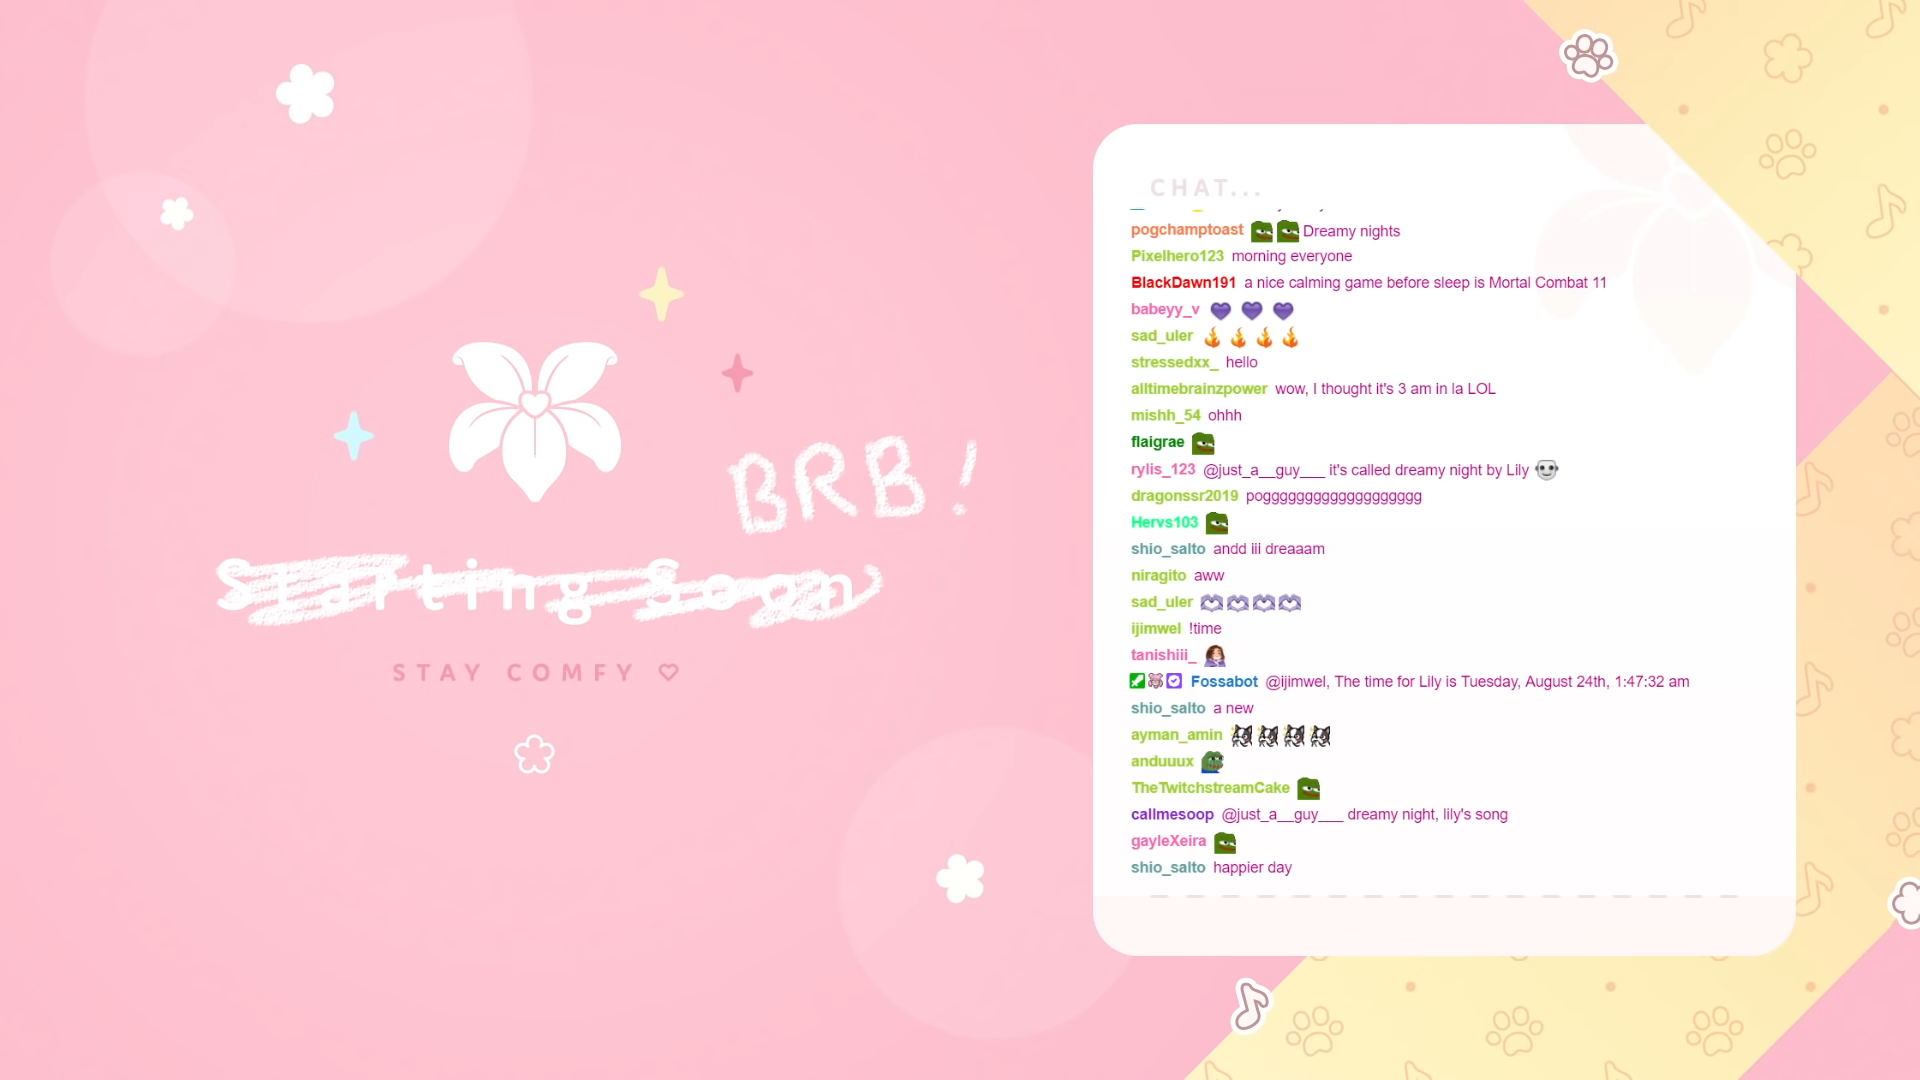 BRB!
Starting Soon
STAY COMFY
CHAT...
pogchamptoast Dreamy nights
Pixelhero123 morning everyone
BlackDawn191 a nice calming game before sleep is Mortal Combat 11
babeyy_v
sad_uler
stressedxx_ hello
alltimebrainzpower wow, I thought it's 3 am in la LOL
mishh_54 ohhh
flaigrae
rylis_123 @just_a__guy___ it's called dreamy night by Lily
dragonssr2019 poggggggggggggggggggg
Hervs103
shio_salto andd iii dreaaam
niragito aww
sad_uler
ijimwel !time
tanishiii_
Fossabot @ijimwel, The time for Lily is Tuesday, August 24th, 1:47:32 am
shio_salto a new
ayman_amin
anduuux
TheTwitchstreamCake
callmesoop @just_a__guy___ dreamy night, lily's song
gayleXeira
shio_salto happier day